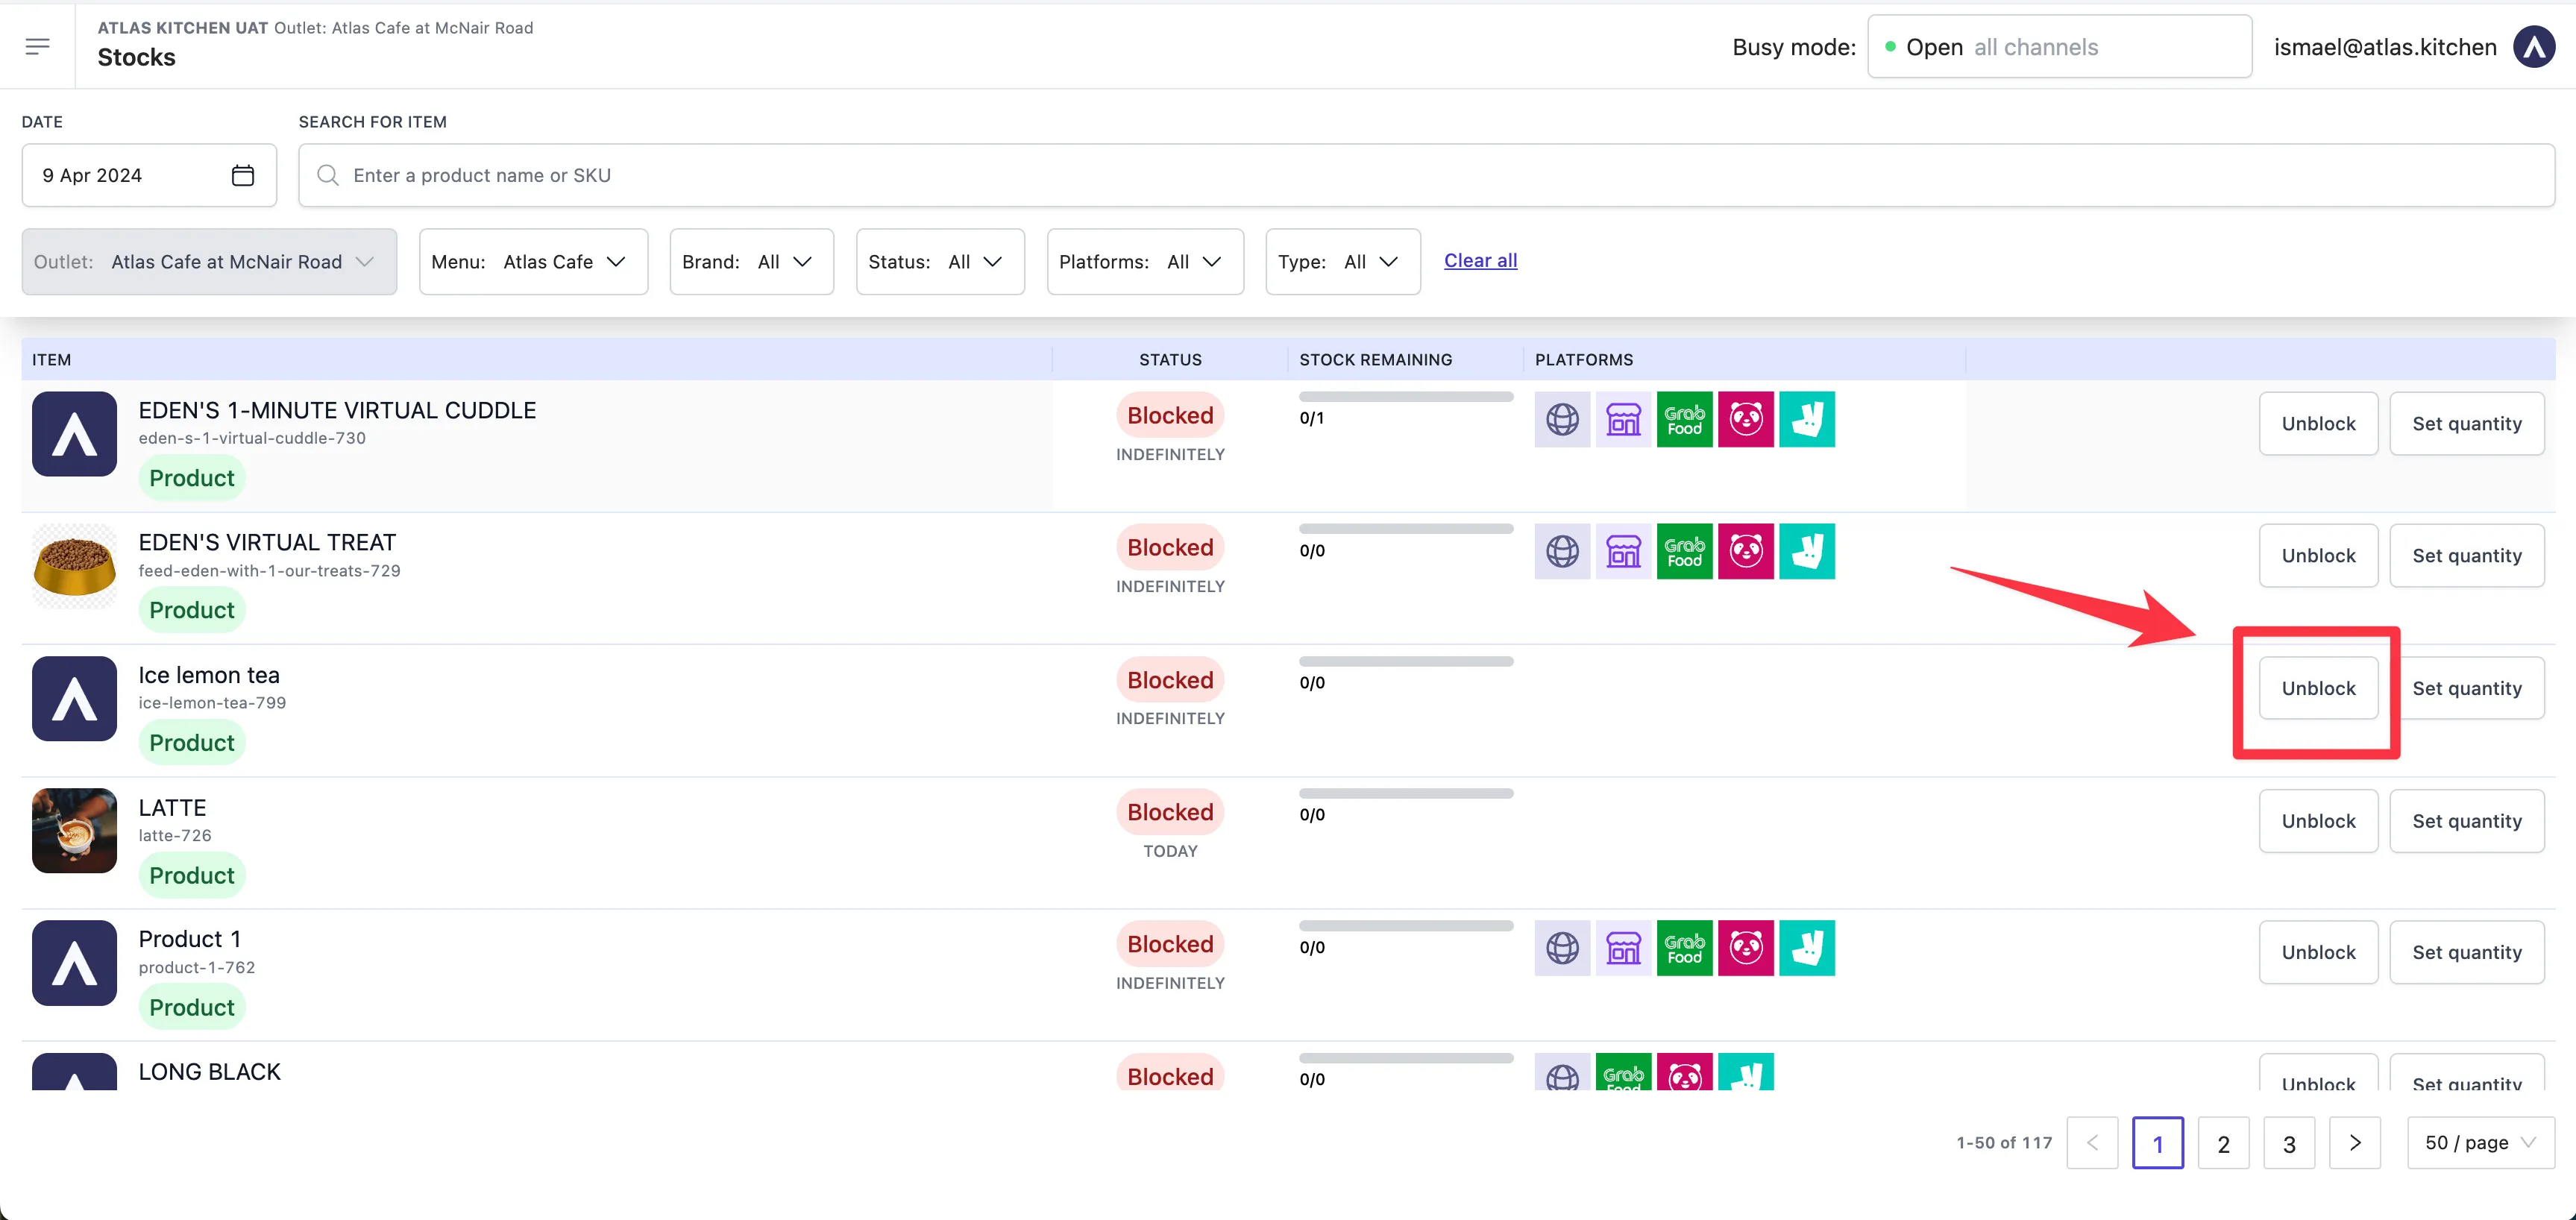 ATLAS KITCHEN UAT Outlet: Atlas Cafe at McNair Road
Stocks
Busy mode: Open all channels
ismael@atlas.kitchen
DATE
SEARCH FOR ITEM
9 Apr 2024
Enter a product name or SKU
Outlet: Atlas Cafe at McNair Road
Menu: Atlas Cafe
Brand: All
Status: All
Platforms: All
Type: All
Clear all
ITEM STATUS STOCK REMAINING PLATFORMS
EDEN'S 1-MINUTE VIRTUAL CUDDLE
eden-s-1-virtual-cuddle-730
Product
Blocked
INDEFINITELY
0/1
Grab
Food
Unblock
Set quantity
EDEN'S VIRTUAL TREAT
feed-eden-with-1-our-treats-729
Product
Blocked
INDEFINITELY
0/0
Grab
Food
Unblock
Set quantity
Ice lemon tea
ice-lemon-tea-799
Product
Blocked
INDEFINITELY
0/0
Unblock
Set quantity
LATTE
latte-726
Product
Blocked
TODAY
0/0
Unblock
Set quantity
Product 1
product-1-762
Product
Blocked
INDEFINITELY
0/0
Grab
Food
Unblock
Set quantity
LONG BLACK
Blocked
0/0
Grab
Food
Unblock
Set quantity
1-50 of 117
1
2
3
50 / page